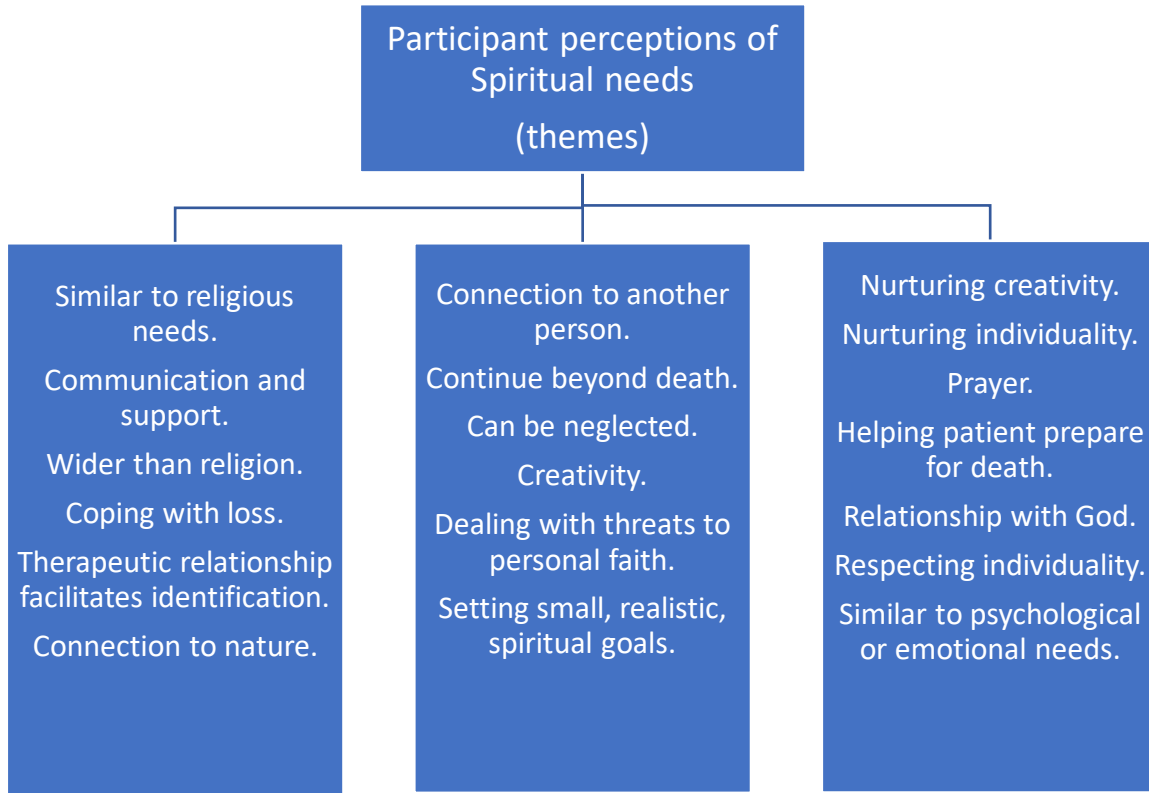 Participant perceptions of
Spiritual needs
(themes)
Similar to religious
needs.
Communication and
support.
Wider than religion.
Coping with loss.
Therapeutic relationship
facilitates identification.
Connection to nature.
Connection to another
person.
Continue beyond death.
Can be neglected.
Creativity.
Dealing with threats to
personal faith.
Setting small, realistic,
spiritual goals.
Nurturing creativity.
Nurturing individuality.
Prayer.
Helping patient prepare
for death.
Relationship with God.
Respecting individuality.
Similar to psychological
or emotional needs.